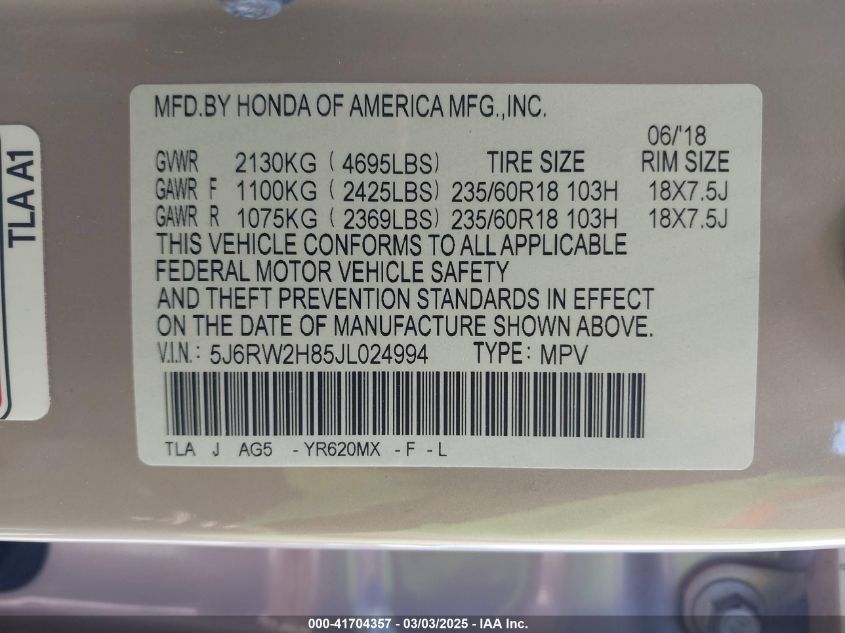 MFD.BY HONDA OF AMERICA MFG.,INC.
06/'18
GVWR 2130KG ( 4695LBS) TIRE SIZE RIM SIZE
GAWR F 1100KG ( 2425LBS) 235/60R18 103H 18X7.5J
GAWR R 1075KG ( 2369LBS) 235/60R18 103H 18X7.5J
THIS VEHICLE CONFORMS TO ALL APPLICABLE
FEDERAL MOTOR VEHICLE SAFETY
AND THEFT PREVENTION STANDARDS IN EFFECT
ON THE DATE OF MANUFACTURE SHOWN ABOVE.
V.I.N.: 5J6RW2H85JL024994 TYPE: MPV
TLA J AG5 - YR620MX - F - L
TLA A1
000-41704357 — 03/03/2025 — IAA Inc.